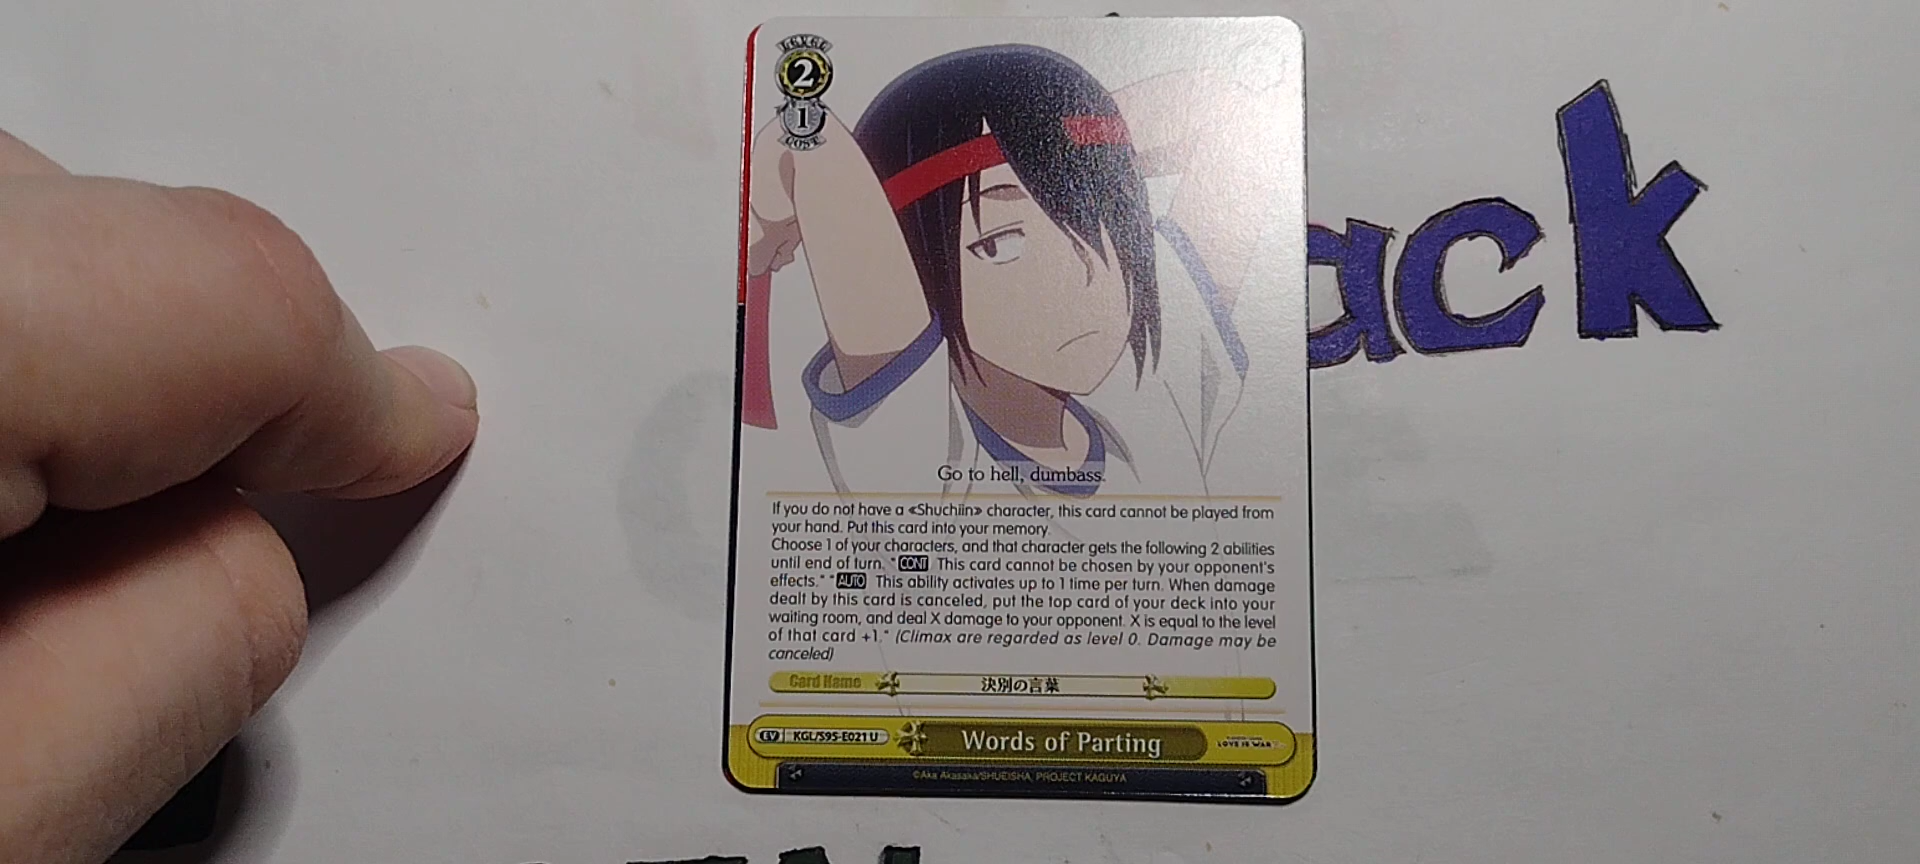 LEVEL
2
1
COST
ack
Go to hell, dumbass.
If you do not have a «Shuchiin» character, this card cannot be played from
your hand. Put this card into your memory.
Choose 1 of your characters, and that character gets the following 2 abilities
until end of turn. "CONT This card cannot be chosen by your opponent's
effects." "AUTO This ability activates up to 1 time per turn. When damage
dealt by this card is canceled, put the top card of your deck into your
waiting room, and deal X damage to your opponent. X is equal to the level
of that card +1." (Climax are regarded as level 0. Damage may be
canceled)
Card Name 決別の言葉
EV KGL/S95-E021 U Words of Parting LOVE IS WAR
©Aka Akasaka/SHUEISHA, PROJECT KAGUYA